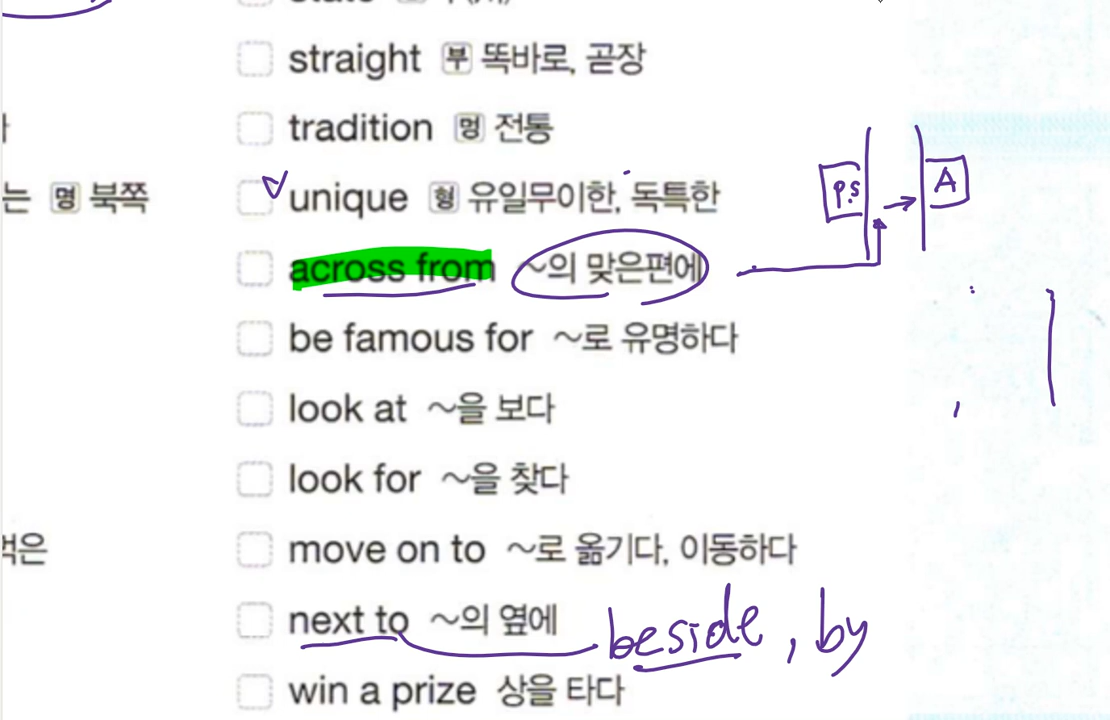 straight 부 똑바로, 곧장
tradition 명 전통
는 명 북쪽
unique 형 유일무이한, 독특한
p.s
A
across from ~의 맞은편에
be famous for ~로 유명하다
look at ~을 보다
look for ~을 찾다
move on to ~로 옮기다, 이동하다
next to ~의 옆에 beside, by
win a prize 상을 타다